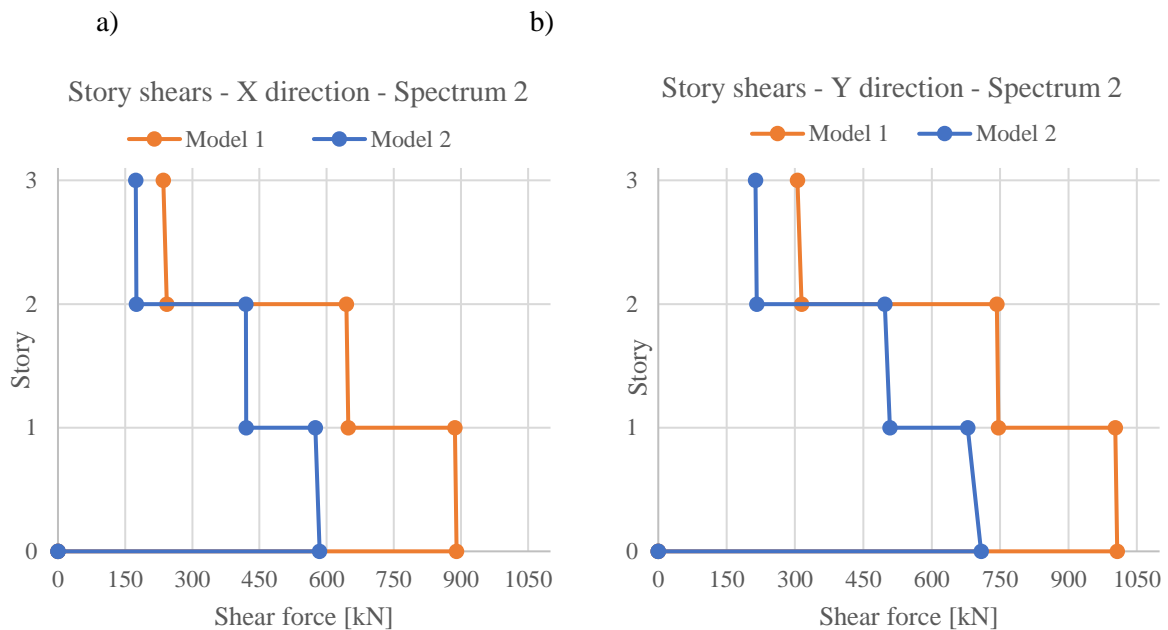 a)
b)
Story shears - X direction - Spectrum 2
Model 1 Model 2
3
2
1
0
Story
0 150 300 450 600 750 900 1050
Shear force [kN]
Story shears - Y direction - Spectrum 2
Model 1 Model 2
3
2
1
0
Story
0 150 300 450 600 750 900 1050
Shear force [kN]